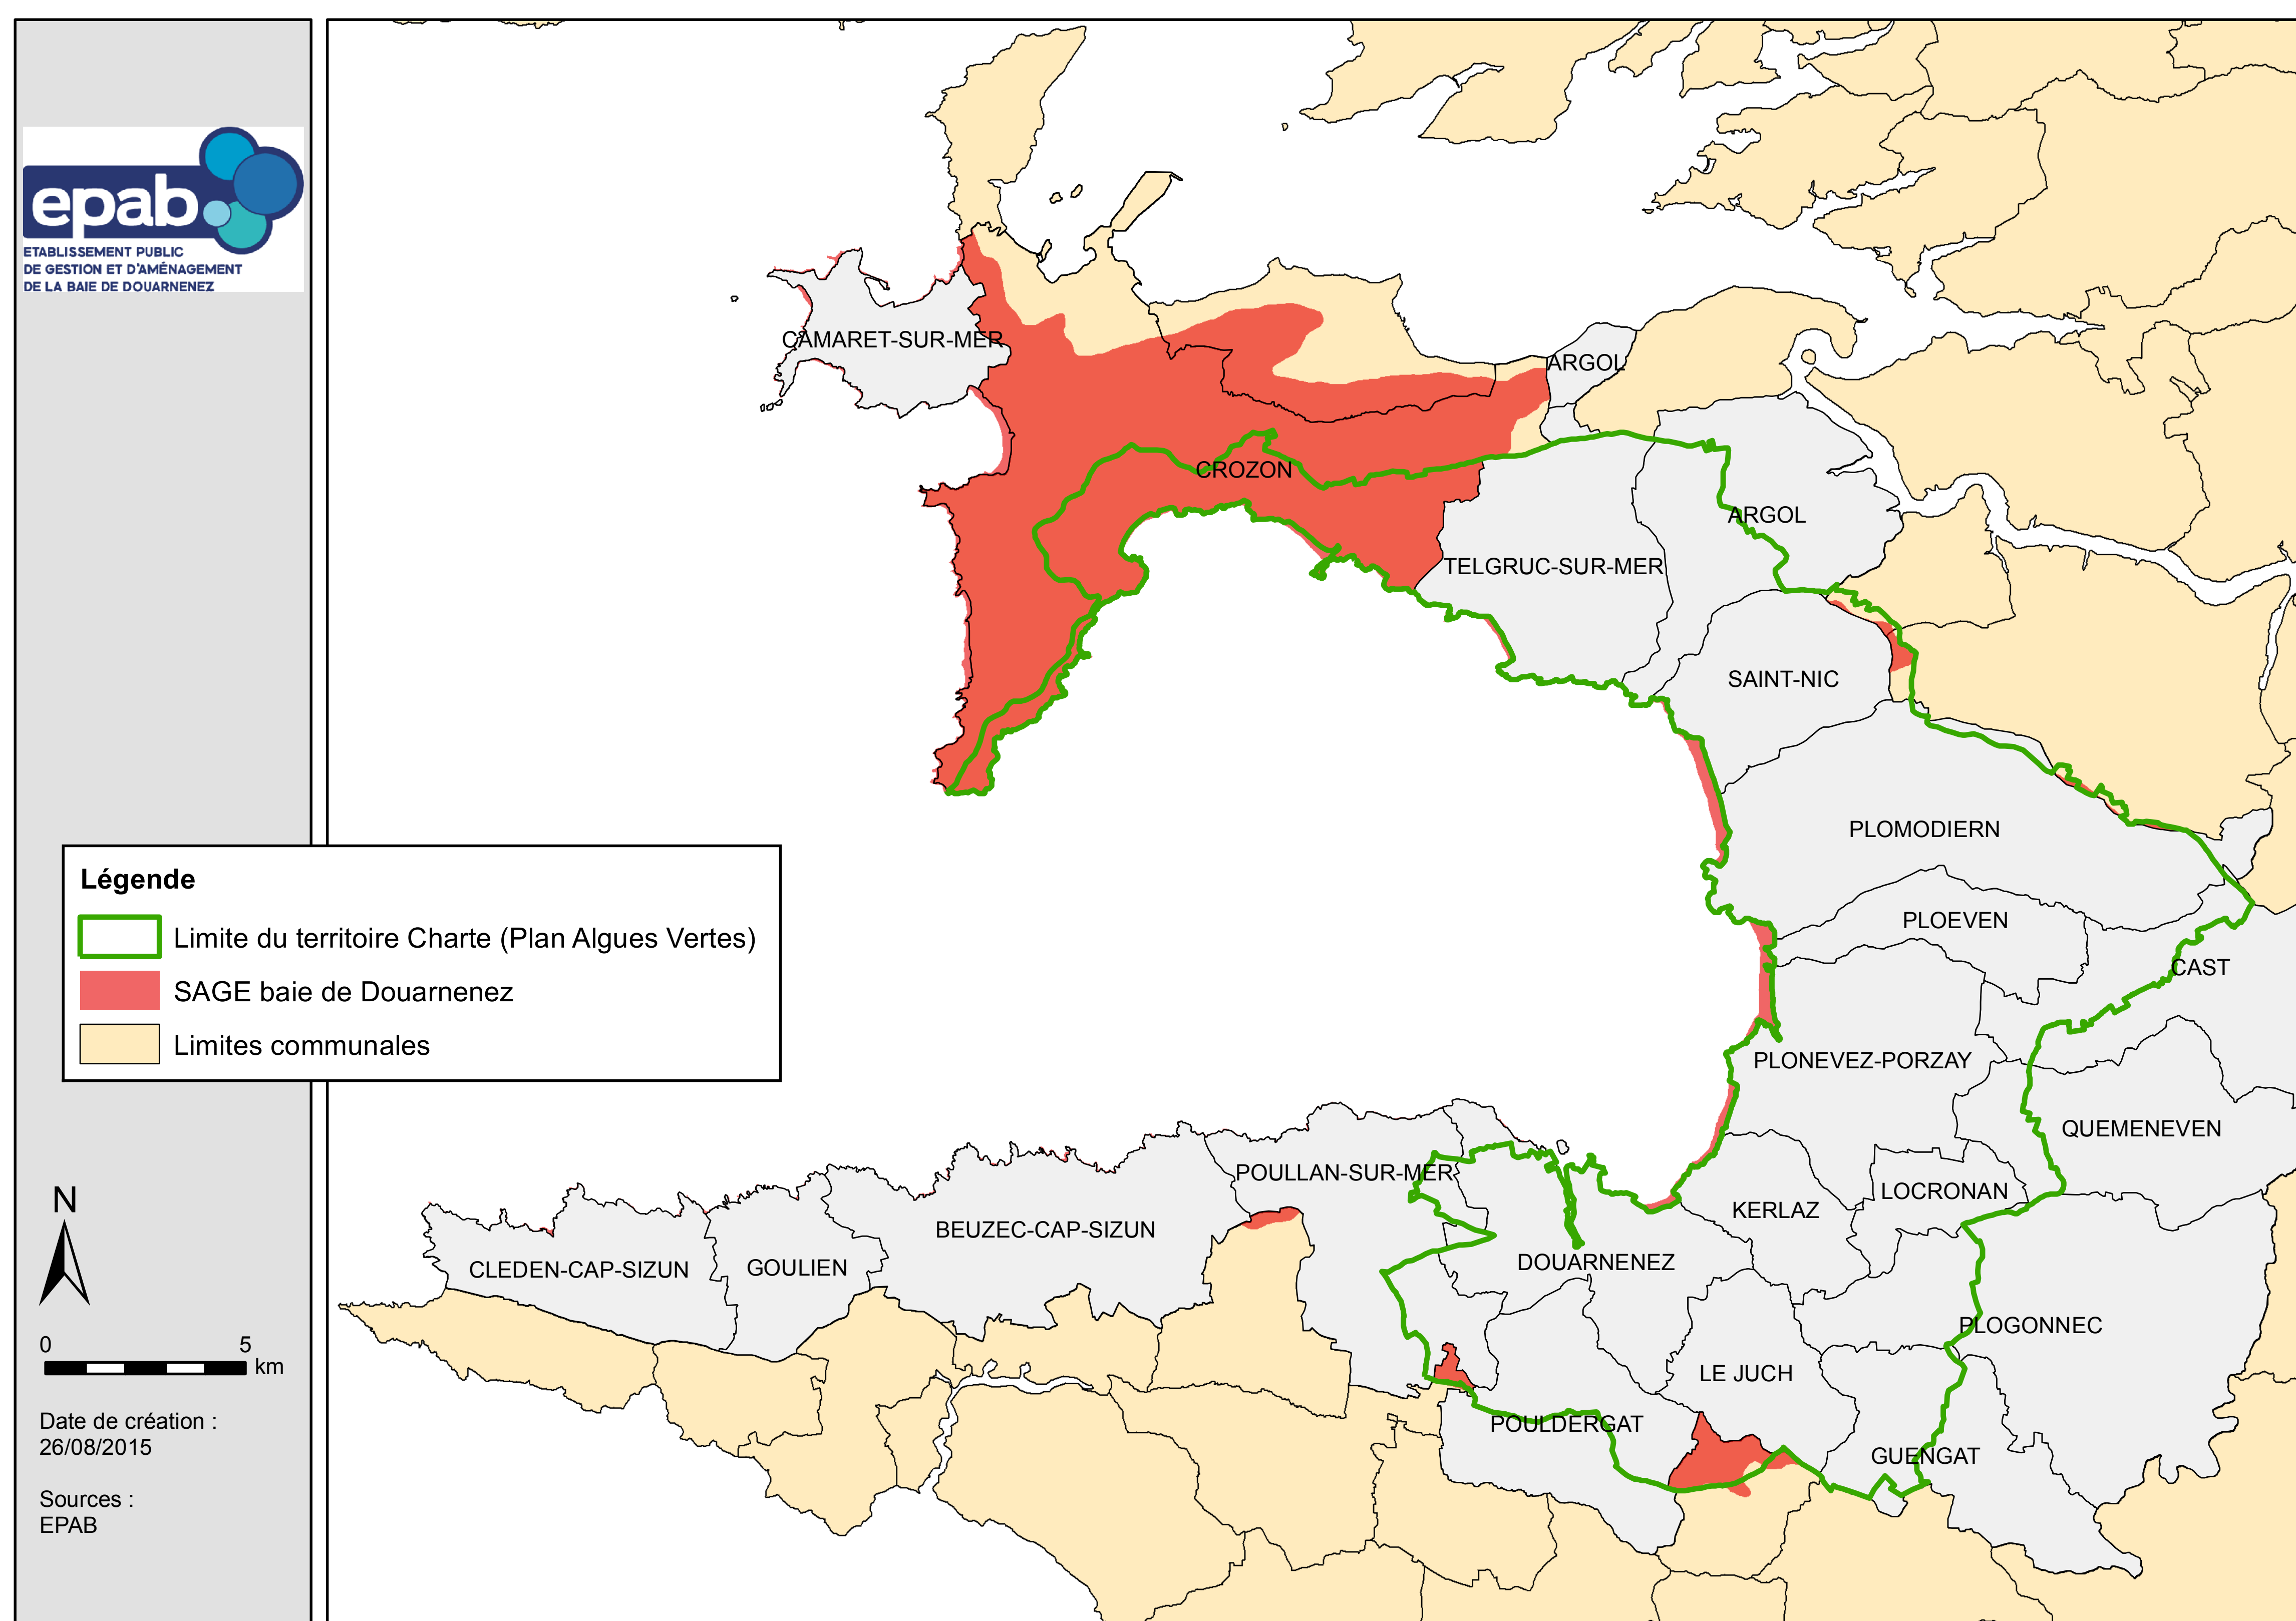 epab
ETABLISSEMENT PUBLIC
DE GESTION ET D'AMÉNAGEMENT
DE LA BAIE DE DOUARNENEZ
Légende
Limite du territoire Charte (Plan Algues Vertes)
SAGE baie de Douarnenez
Limites communales
N
0 5
km
Date de création :
26/08/2015
Sources :
EPAB
CAMARET-SUR-MER
ARGOL
CROZON
ARGOL
TELGRUC-SUR-MER
SAINT-NIC
PLOMODIERN
PLOEVEN
CAST
PLONEVEZ-PORZAY
QUEMENEVEN
POULLAN-SUR-MER
LOCRONAN
KERLAZ
BEUZEC-CAP-SIZUN
DOUARNENEZ
CLEDEN-CAP-SIZUN
GOULIEN
PLOGONNEC
LE JUCH
POULDERGAT
GUENGAT